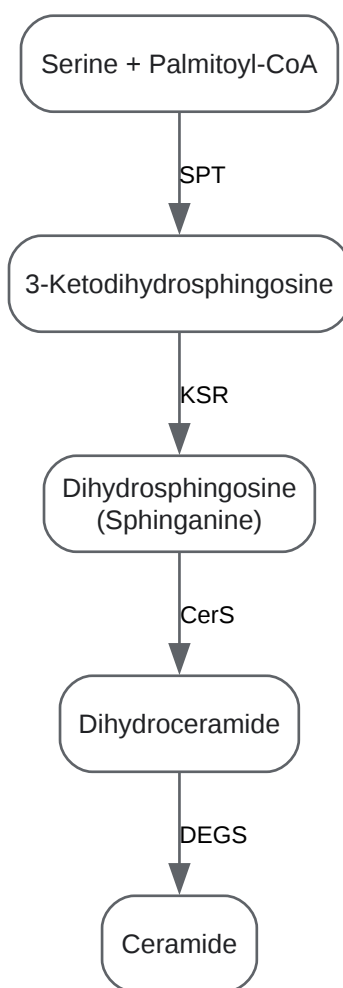 Serine + Palmitoyl-CoA
SPT
3-Ketodihydrosphingosine
KSR
Dihydrosphingosine
(Sphinganine)
CerS
Dihydroceramide
DEGS
Ceramide